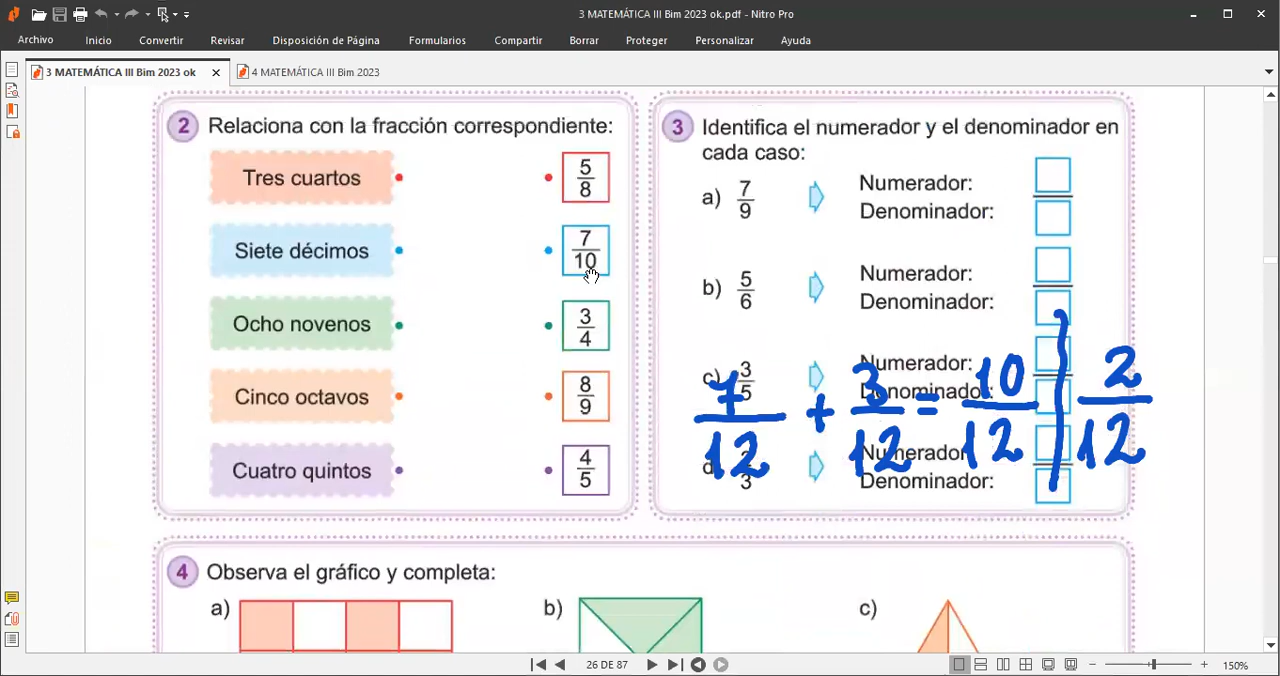 3 MATEMÁTICA III Bim 2023 ok.pdf - Nitro Pro
Archivo Inicio Convertir Revisar Disposición de Página Formularios Compartir Borrar Proteger Personalizar Ayuda
3 MATEMÁTICA III Bim 2023 ok × 4 MATEMÁTICA III Bim 2023
2 Relaciona con la fracción correspondiente:
Tres cuartos 5/8
Siete décimos 7/10
Ocho novenos 3/4
Cinco octavos 8/9
Cuatro quintos 4/5
3 Identifica el numerador y el denominador en
cada caso:
a) 7/9 Numerador:
Denominador:
b) 5/6 Numerador:
Denominador:
c) 3/5 Numerador:
Denominador:
Numerador:
Denominador:
7/12 + 3/12 = 10/12 | 2/12
4 Observa el gráfico y completa:
a) b) c)
26 DE 87
150%